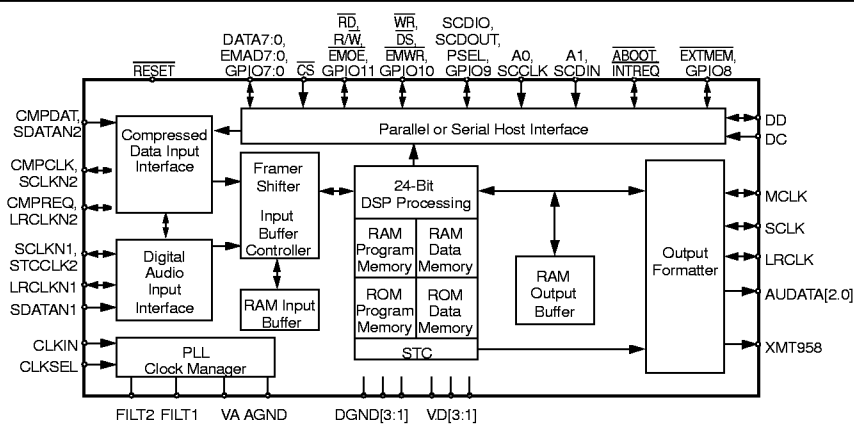 RD, WR, SCDIO,
DATA7:0, R/W, DS, SCDOUT,
EMAD7:0, EMOE, EMWR, PSEL, A0, A1, ABOOT EXTMEM,
RESET GPIO7:0 CS GPIO11 GPIO10 GPIO9 SCCLK SCDIN INTREQ GPIO8
CMPDAT,
SDATAN2
CMPCLK,
SCLKN2
CMPREQ,
LRCLKN2
SCLKN1,
STCCLK2
LRCLKN1
SDATAN1
CLKIN
CLKSEL
Compressed
Data Input
Interface
Digital
Audio
Input
Interface
Framer
Shifter
Input
Buffer
Controller
RAM Input
Buffer
PLL
Clock Manager
Parallel or Serial Host Interface
24-Bit
DSP Processing
RAM
Program
Memory
RAM
Data
Memory
ROM
Program
Memory
ROM
Data
Memory
STC
RAM
Output
Buffer
Output
Formatter
DD
DC
MCLK
SCLK
LRCLK
AUDATA[2.0]
XMT958
FILT2 FILT1 VA AGND DGND[3:1] VD[3:1]